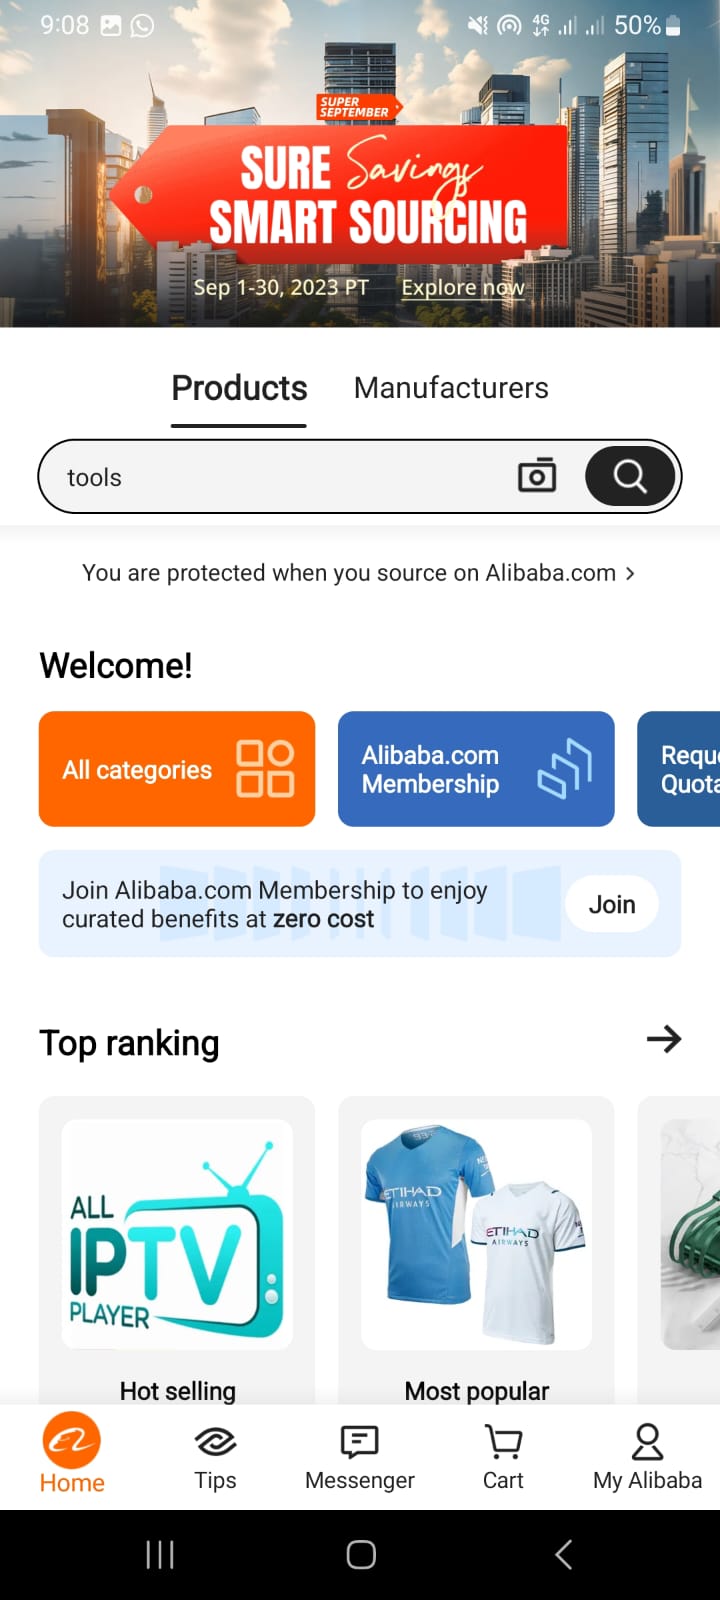 9:08
4G
50%
SUPER
SEPTEMBER
SURE Savings
SMART SOURCING
Sep 1-30, 2023 PT Explore now
Products Manufacturers
tools
You are protected when you source on Alibaba.com >
Welcome!
All categories
Alibaba.com
Membership
Requ
Quota
Join Alibaba.com Membership to enjoy
curated benefits at zero cost
Join
Top ranking
ALL
IPTV
PLAYER
93
ETIHAD
AIRWAYS
ETIHAD
AIRWAYS
Hot selling
Most popular
Home
Tips
Messenger
Cart
My Alibaba